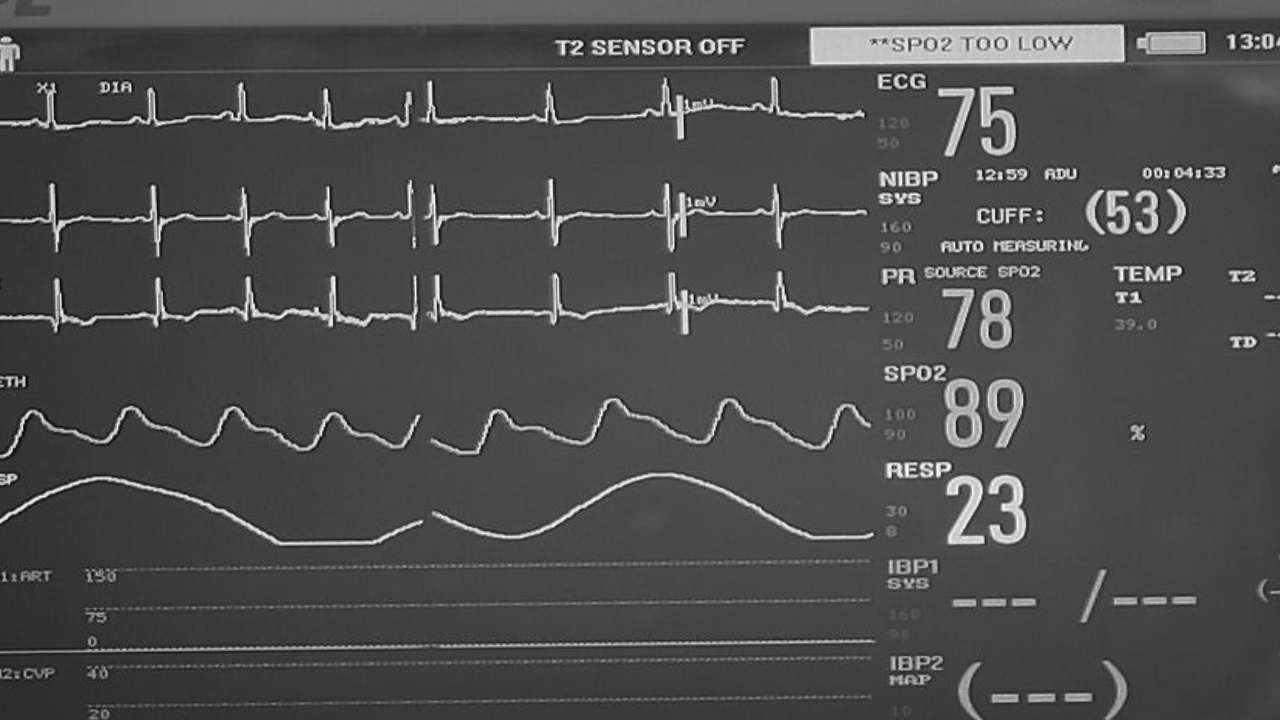 T2 SENSOR OFF **SPO2 TOO LOW
X1 DIA
1mV
ECG 75
120
50
NIBP 12:59 ADU 00:04:33
SYS
CUFF: (53)
160
90 AUTO MEASURING
1mV
PR SOURCE SPO2 TEMP T2
78 T1
120 39.0
50 TD
1mV
SPO2 89
100
90 %
RESP 23
30
8
IBP1
SYS
--- /---
160
90
1:ART 150
75
0
IBP2
MAP (---)
10
2:CVP 40
20